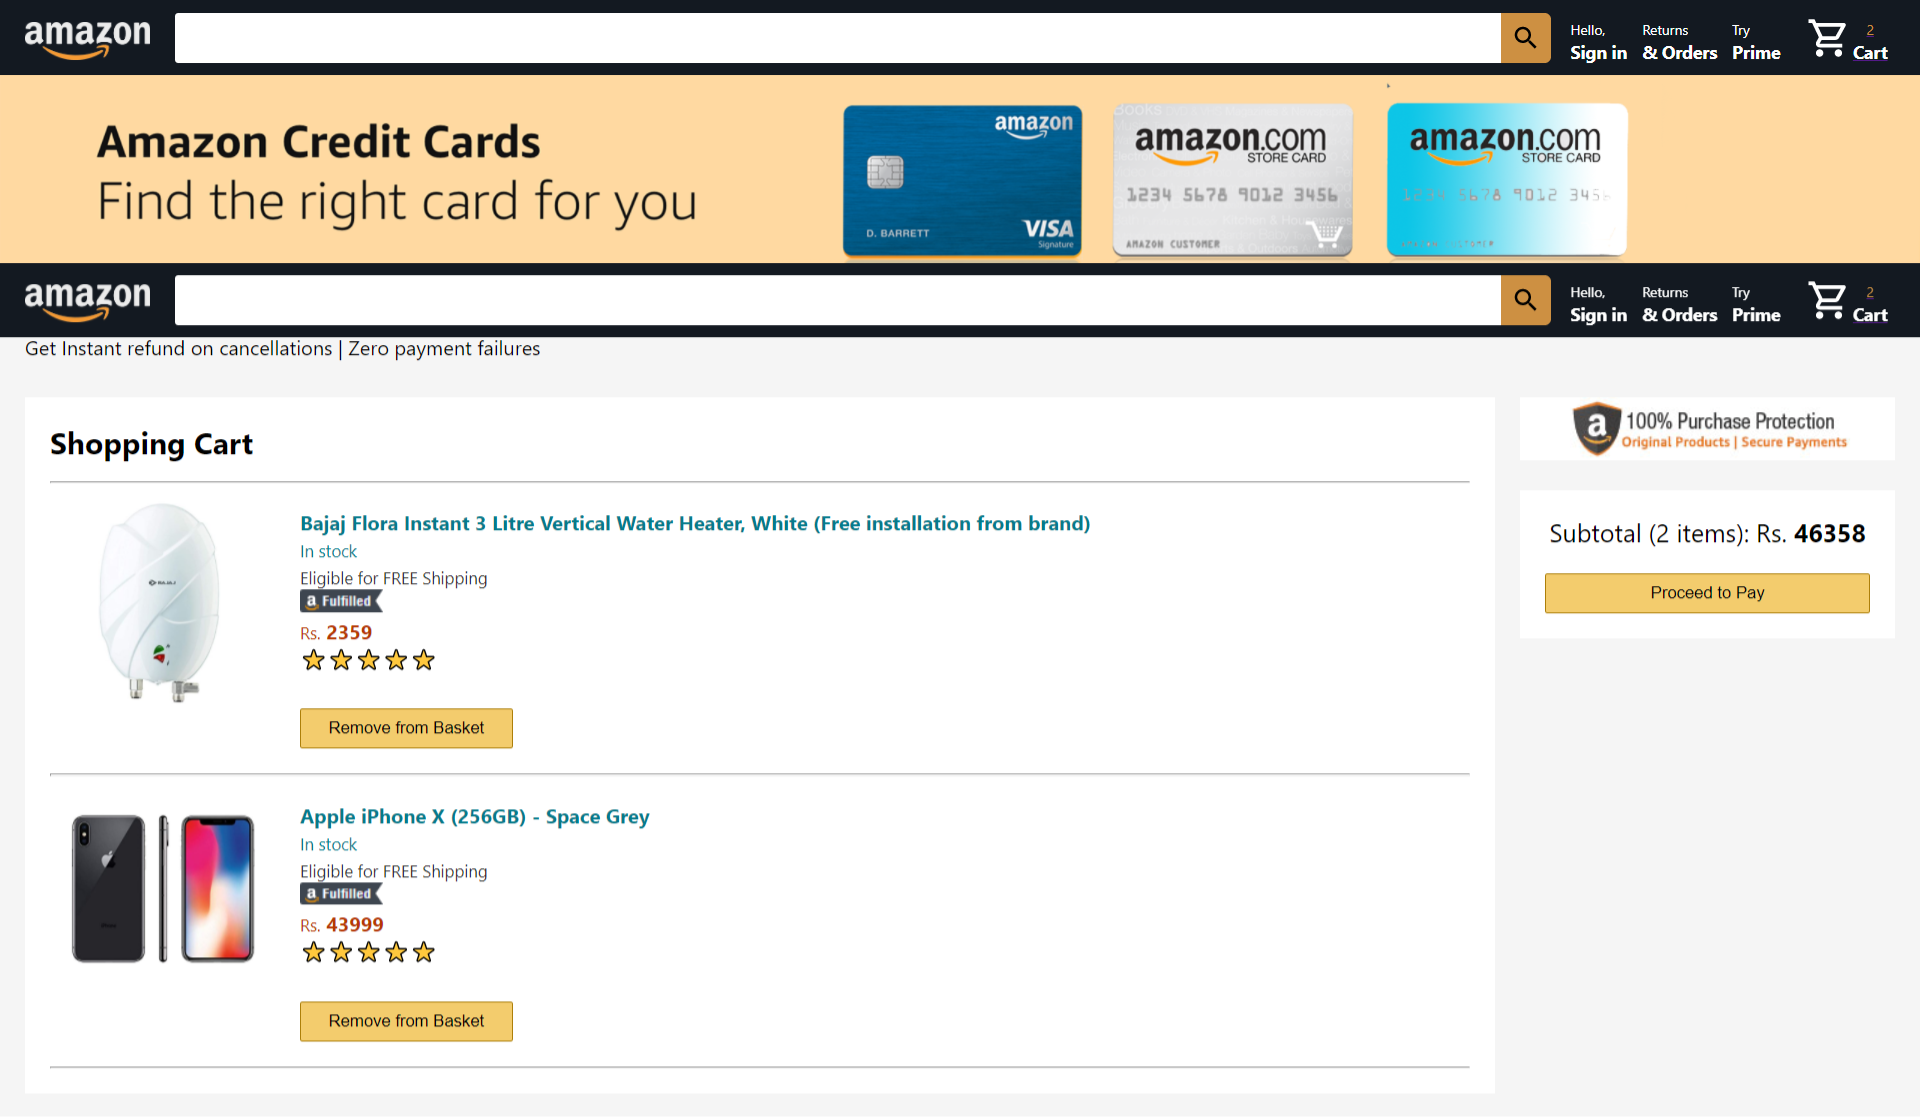 amazon
Hello, Returns Try 2
Sign in & Orders Prime Cart
Amazon Credit Cards
Find the right card for you
amazon
D. BARRETT
VISA
Signature
amazon.com
STORE CARD
1234 5678 9012 3456
AMAZON CUSTOMER
amazon.com
STORE CARD
1234 5678 9012 345
amazon
Hello, Returns Try 2
Sign in & Orders Prime Cart
Get Instant refund on cancellations | Zero payment failures
Shopping Cart
Bajaj Flora Instant 3 Litre Vertical Water Heater, White (Free installation from brand)
In stock
Eligible for FREE Shipping
a Fulfilled
Rs. 2359
BAJAJ
Remove from Basket
Apple iPhone X (256GB) - Space Grey
In stock
Eligible for FREE Shipping
a Fulfilled
Rs. 43999
Remove from Basket
a 100% Purchase Protection
Original Products | Secure Payments
Subtotal (2 items): Rs. 46358
Proceed to Pay